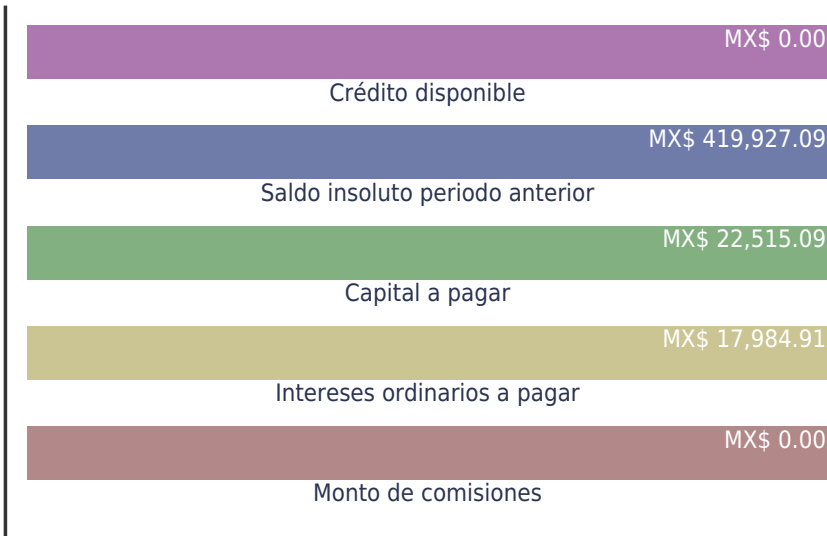 MX$ 0.00
Crédito disponible
MX$ 419,927.09
Saldo insoluto periodo anterior
MX$ 22,515.09
Capital a pagar
MX$ 17,984.91
Intereses ordinarios a pagar
MX$ 0.00
Monto de comisiones